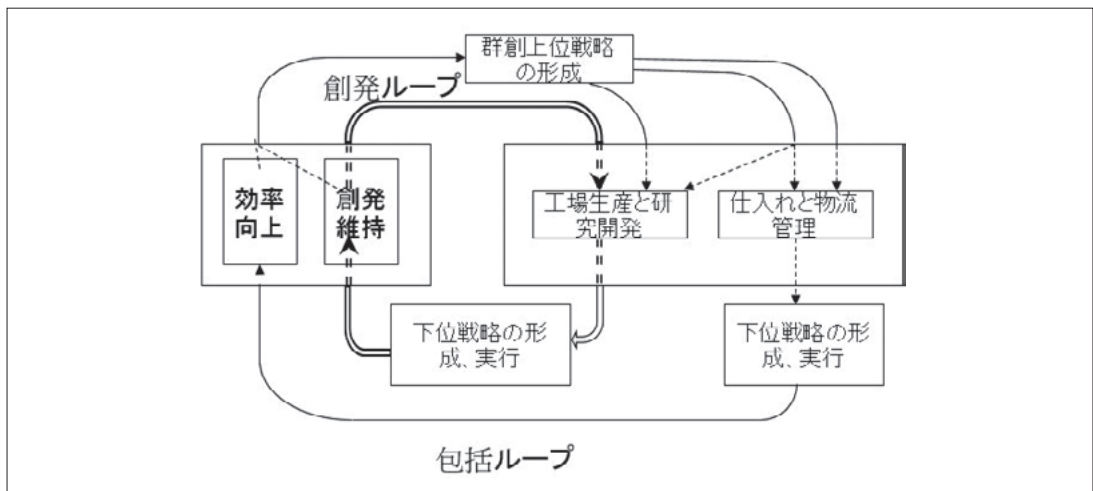 群創上位戦略
の形成
創発ループ
効率
向上
創発
維持
工場生産と研
究開発
仕入れと物流
管理
下位戦略の形
成、実行
下位戦略の形
成、実行
包括ループ